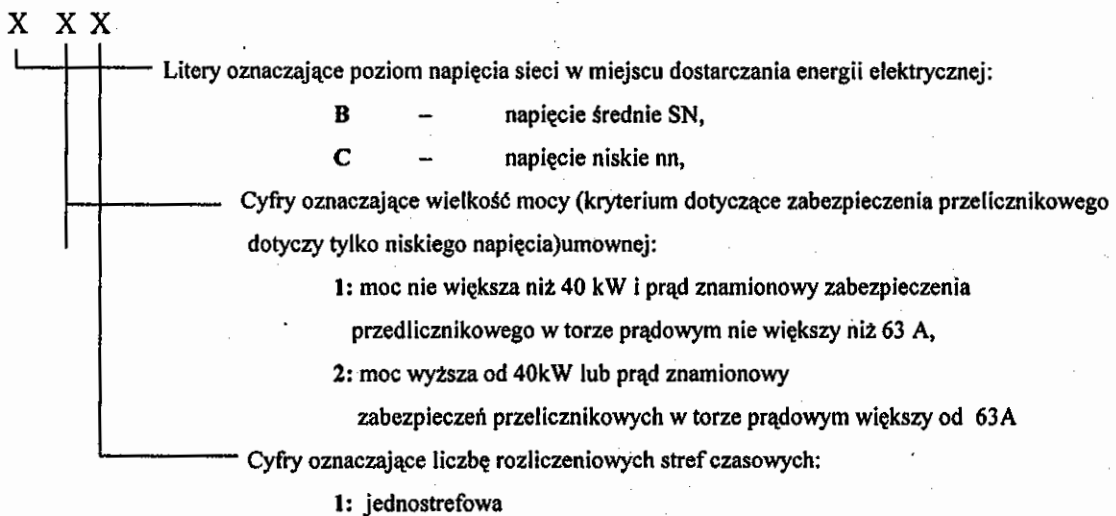 X X X
Litery oznaczające poziom napięcia sieci w miejscu dostarczania energii elektrycznej:
B – napięcie średnie SN,
C – napięcie niskie nn,
Cyfry oznaczające wielkość mocy (kryterium dotyczące zabezpieczenia przelicznikowego
dotyczy tylko niskiego napięcia)umownej:
1: moc nie większa niż 40 kW i prąd znamionowy zabezpieczenia
przedlicznikowego w torze prądowym nie większy niż 63 A,
2: moc wyższa od 40kW lub prąd znamionowy
zabezpieczeń przelicznikowych w torze prądowym większy od 63A
Cyfry oznaczające liczbę rozliczeniowych stref czasowych:
1: jednostrefowa